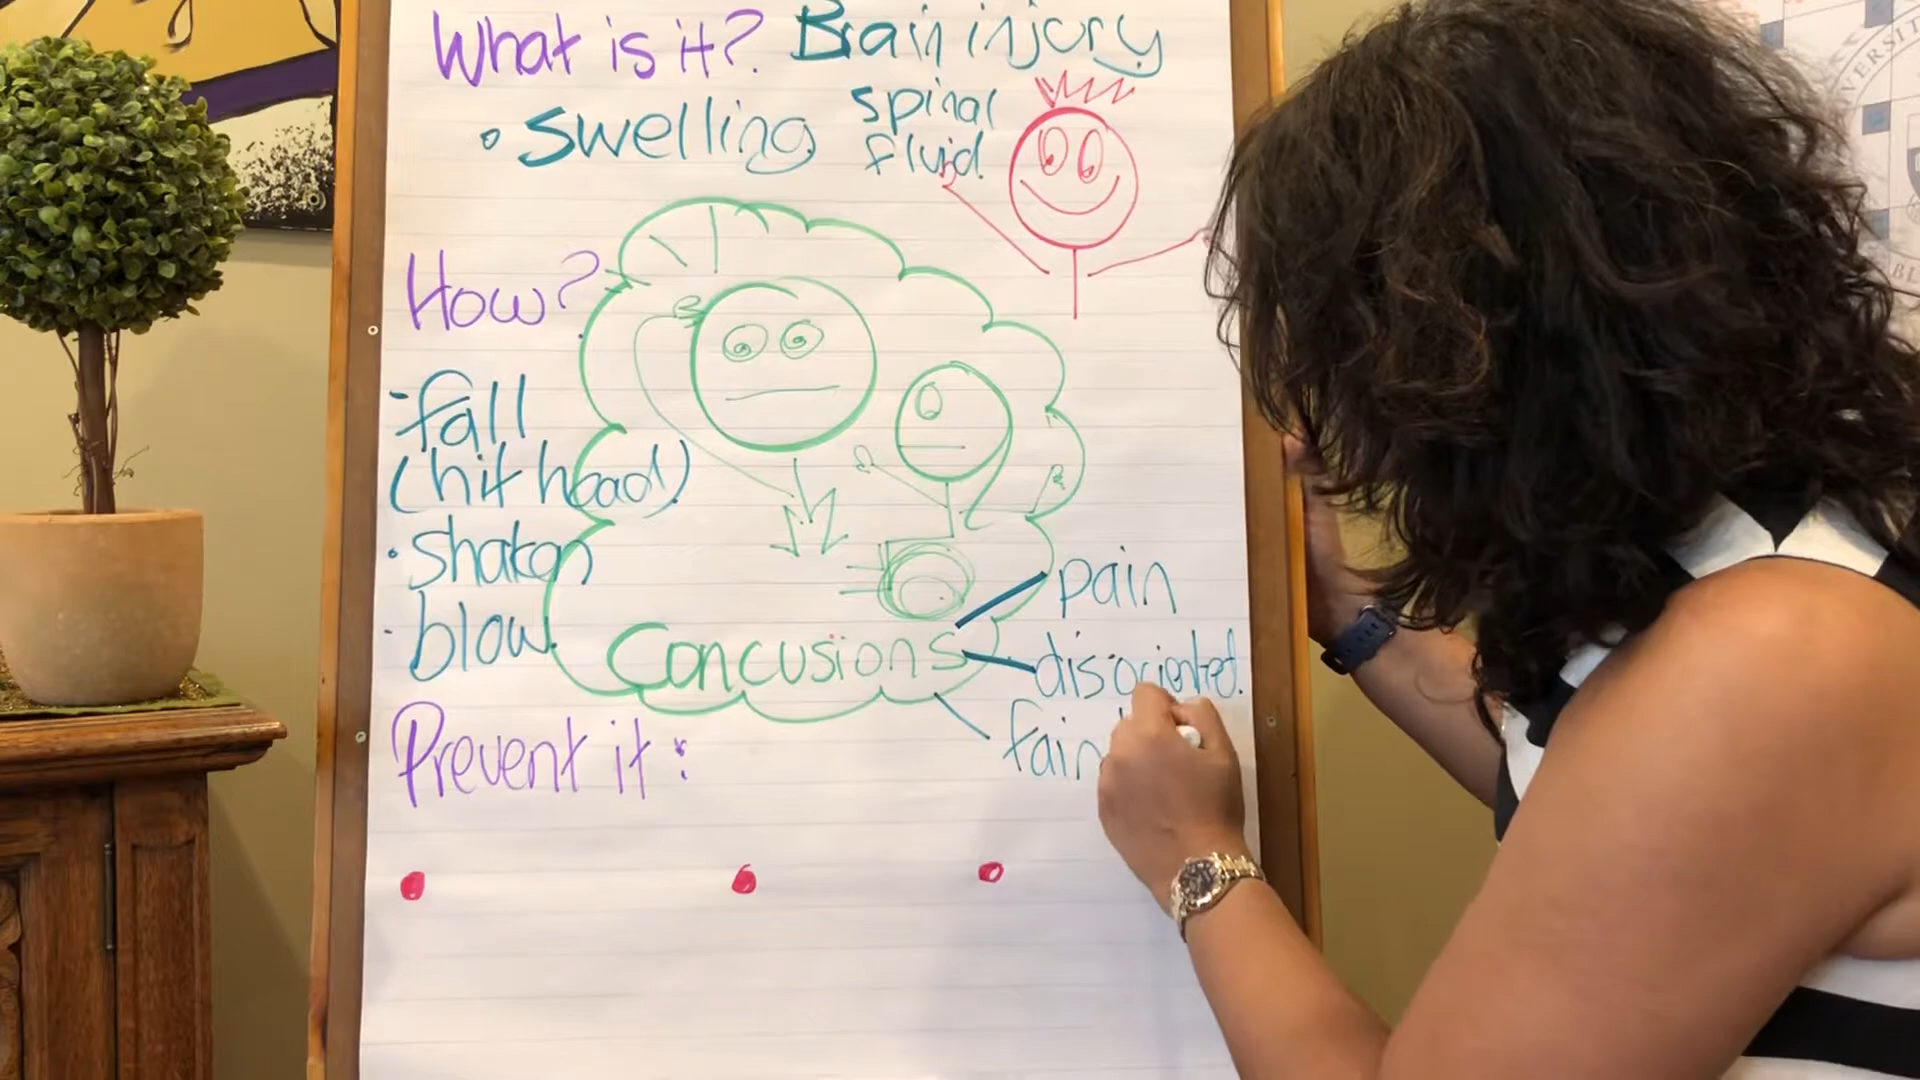 What is it? Brain injury
• swelling spinal
fluid.
How?
- fall
(hit head)
• shaken
• blow.
pain
Concusions
disoriented.
fain
Prevent it: